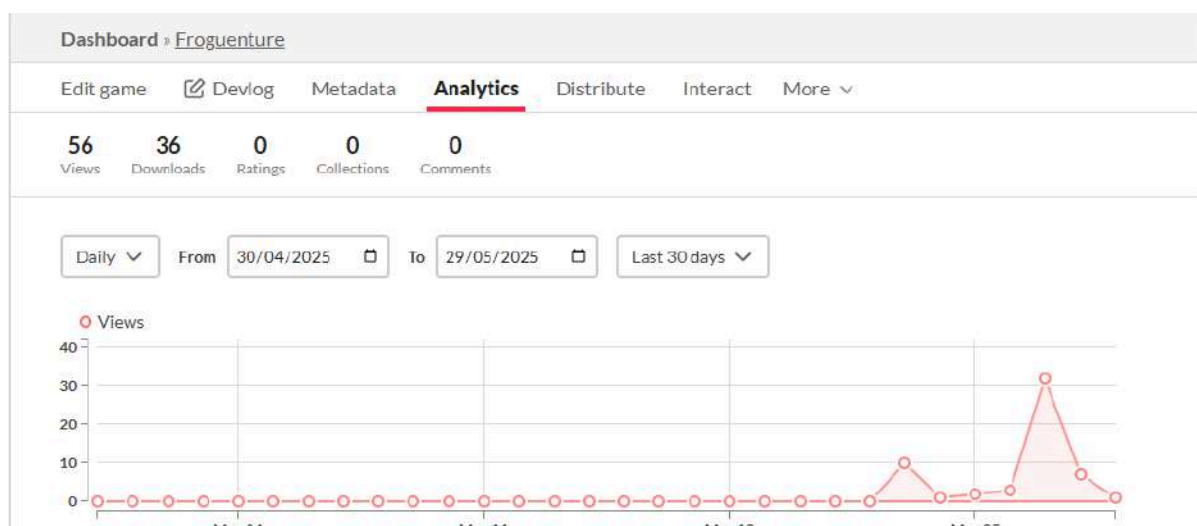 Dashboard » Froguenture
Edit game Devlog Metadata Analytics Distribute Interact More
56 36 0 0 0
Views Downloads Ratings Collections Comments
Daily From 30/04/2025 To 29/05/2025 Last 30 days
Views
40
30
20
10
0